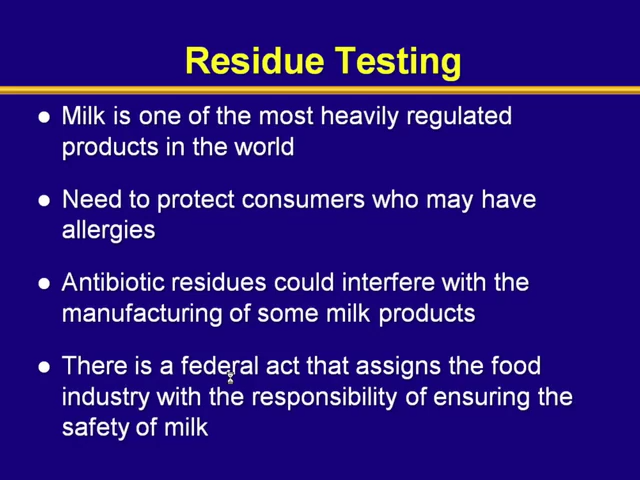 Residue Testing
● Milk is one of the most heavily regulated
products in the world
● Need to protect consumers who may have
allergies
● Antibiotic residues could interfere with the
manufacturing of some milk products
● There is a federal act that assigns the food
industry with the responsibility of ensuring the
safety of milk